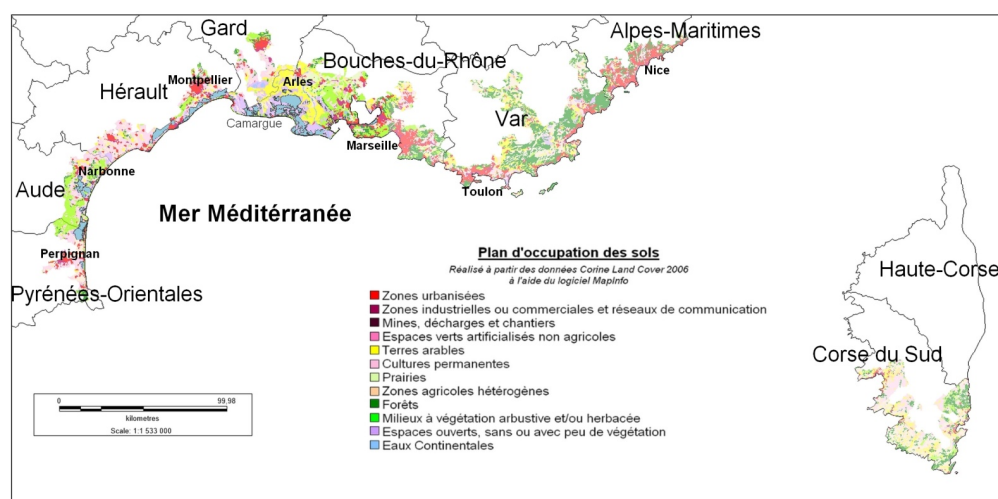 Gard
Alpes-Maritimes
Bouches-du-Rhône
Nice
Montpellier
Arles
Hérault
Var
Camargue
Marseille
Narbonne
Aude
Toulon
Mer Méditérranée
Perpignan
Pyrénées-Orientales
Plan d'occupation des sols
Réalisé à partir des données Corine Land Cover 2006
à l'aide du logiciel MapInfo
Zones urbanisées
Zones industrielles ou commerciales et réseaux de communication
Mines, décharges et chantiers
Espaces verts artificialisés non agricoles
Terres arables
Cultures permanentes
Prairies
Zones agricoles hétérogènes
Forêts
Milieux à végétation arbustive et/ou herbacée
Espaces ouverts, sans ou avec peu de végétation
Eaux Continentales
Haute-Corse
Corse du Sud
0 99,98
kilometres
Scale: 1:1 533 000